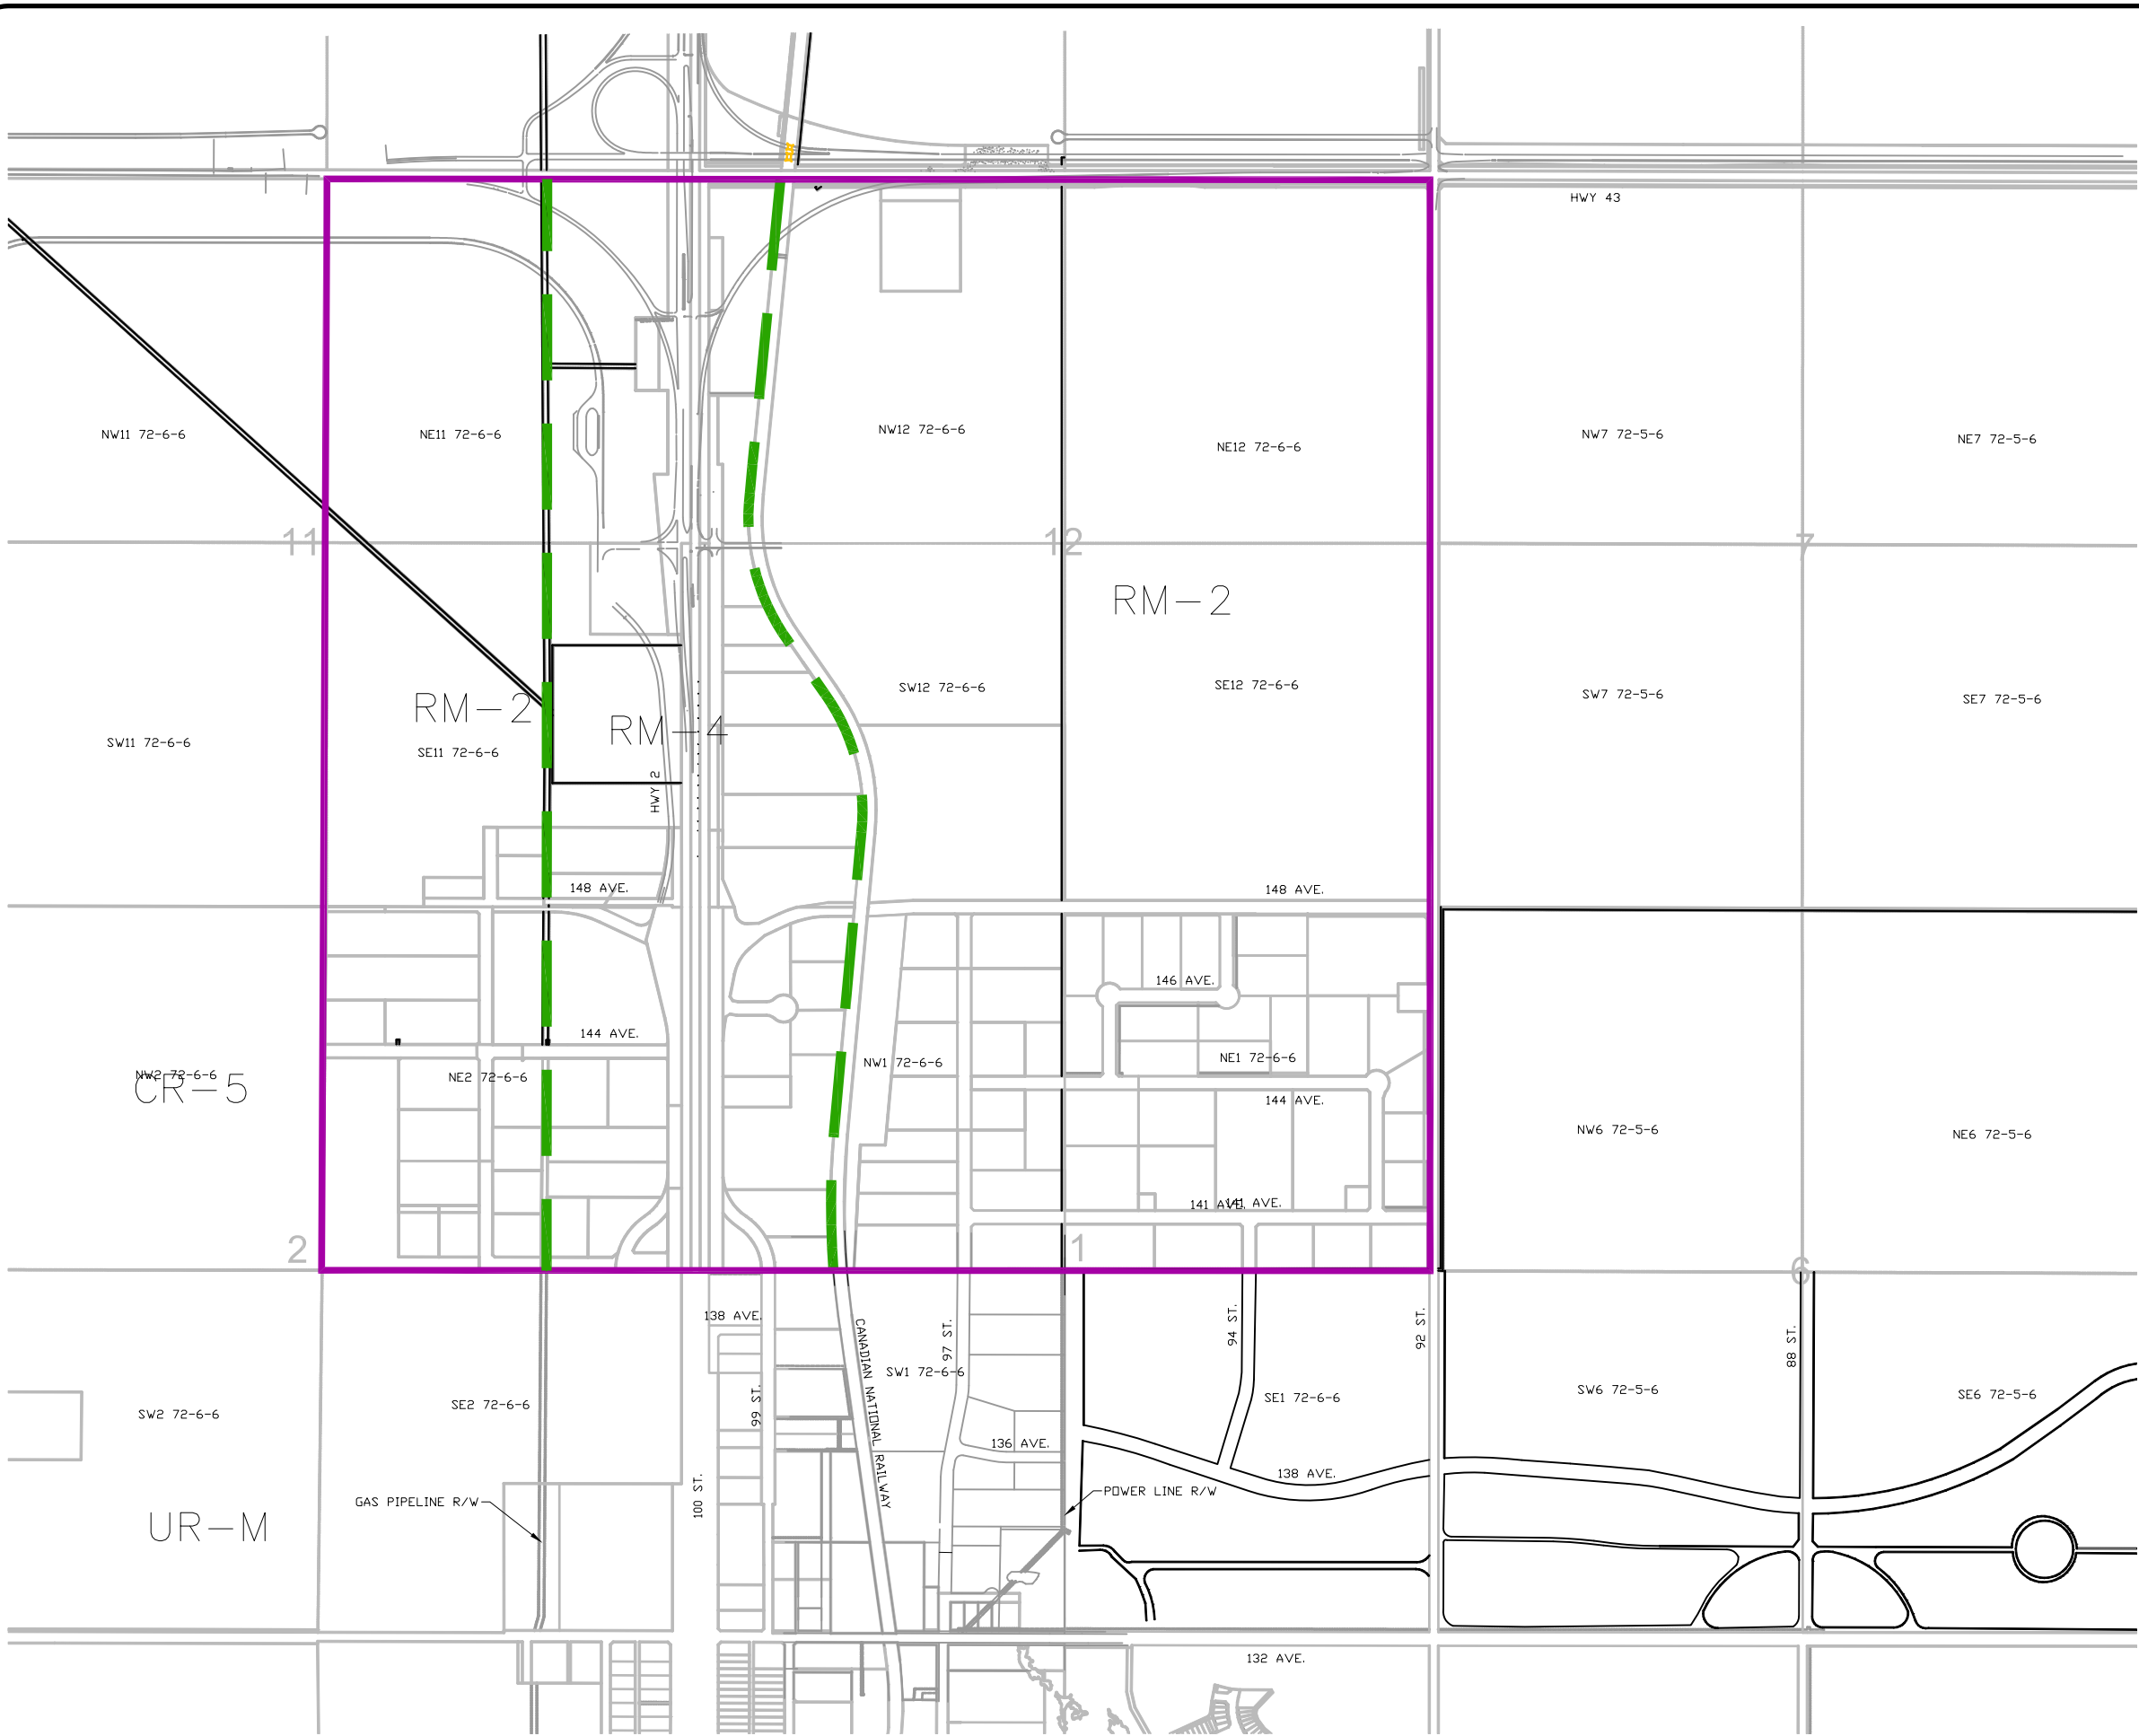 HWY 43
NW11 72-6-6
NE11 72-6-6
NW12 72-6-6
NE12 72-6-6
NW7 72-5-6
NE7 72-5-6
11
12
7
RM-2
RM-2
RM-4
SW11 72-6-6
SE11 72-6-6
SW12 72-6-6
SE12 72-6-6
SW7 72-5-6
SE7 72-5-6
HWY 2
148 AVE.
148 AVE.
146 AVE.
144 AVE.
NW2 72-6-6
CR-5
NE2 72-6-6
NW1 72-6-6
NE1 72-6-6
144 AVE.
NW6 72-5-6
NE6 72-5-6
141 AVE.
141 AVE.
2
1
6
138 AVE.
CANADIAN NATIONAL RAILWAY
97 ST.
94 ST.
92 ST.
88 ST.
SW2 72-6-6
SE2 72-6-6
99 ST.
SW1 72-6-6
SE1 72-6-6
SW6 72-5-6
SE6 72-5-6
136 AVE.
138 AVE.
100 ST.
GAS PIPELINE R/W
POWER LINE R/W
UR-M
132 AVE.